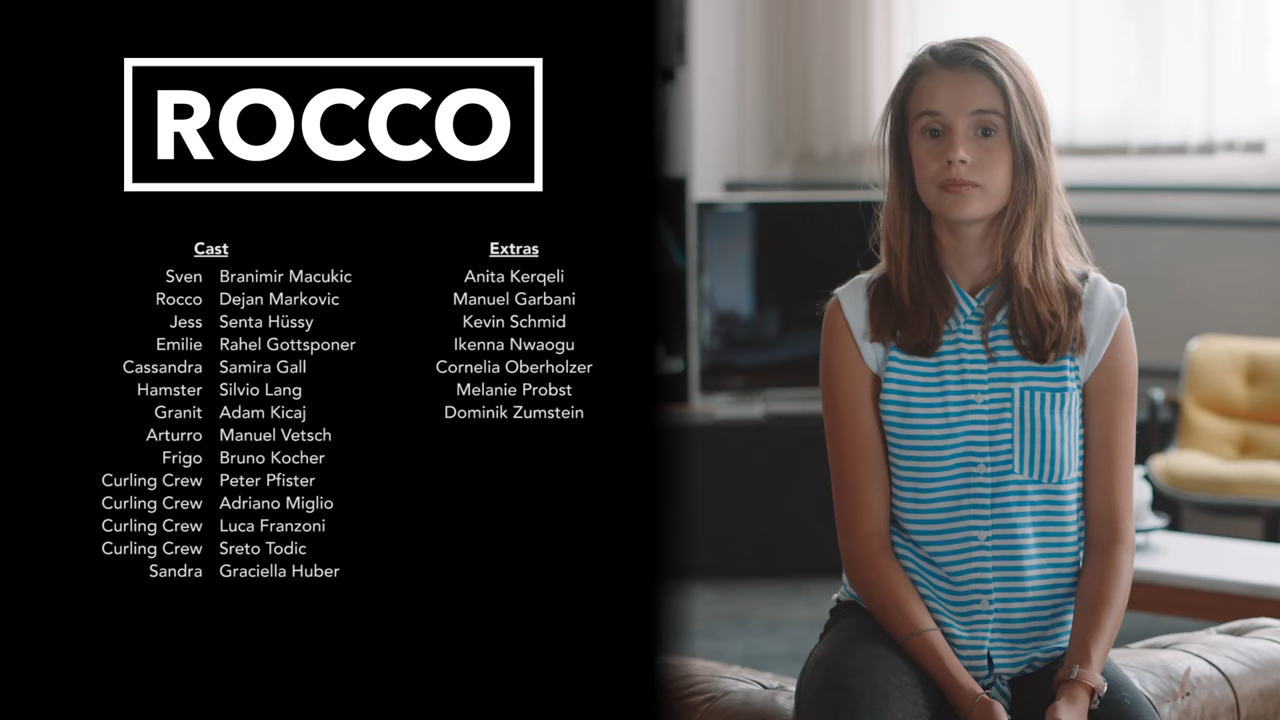 ROCCO
Cast
Sven Branimir Macukic
Rocco Dejan Markovic
Jess Senta Hüssy
Emilie Rahel Gottsponer
Cassandra Samira Gall
Hamster Silvio Lang
Granit Adam Kicaj
Arturro Manuel Vetsch
Frigo Bruno Kocher
Curling Crew Peter Pfister
Curling Crew Adriano Miglio
Curling Crew Luca Franzoni
Curling Crew Sreto Todic
Sandra Graciella Huber
Extras
Anita Kerqeli
Manuel Garbani
Kevin Schmid
Ikenna Nwaogu
Cornelia Oberholzer
Melanie Probst
Dominik Zumstein